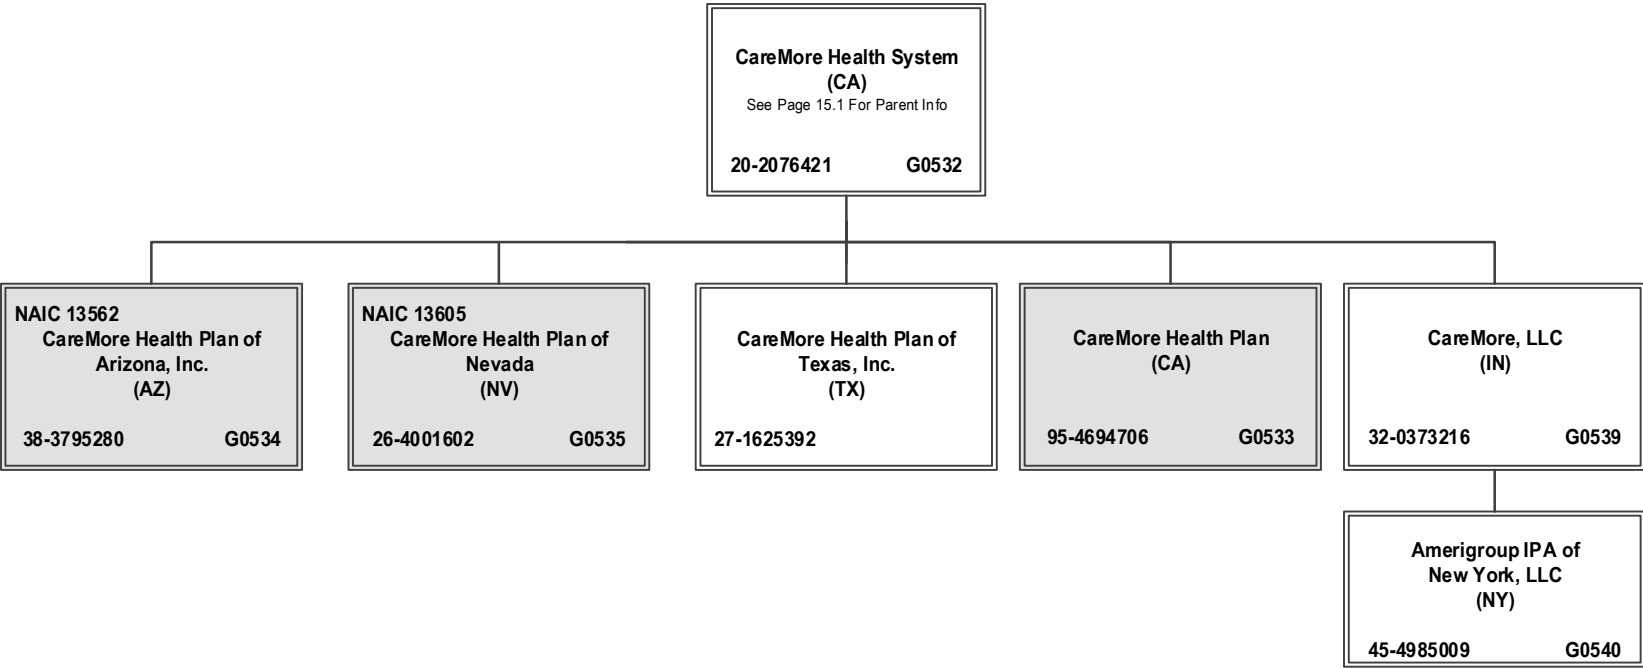 CareMore Health System
(CA)
See Page 15.1 For Parent Info
20-2076421 G0532
NAIC 13562
CareMore Health Plan of
Arizona, Inc.
(AZ)
38-3795280 G0534
NAIC 13605
CareMore Health Plan of
Nevada
(NV)
26-4001602 G0535
CareMore Health Plan of
Texas, Inc.
(TX)
27-1625392
CareMore Health Plan
(CA)
95-4694706 G0533
CareMore, LLC
(IN)
32-0373216 G0539
Amerigroup IPA of
New York, LLC
(NY)
45-4985009 G0540